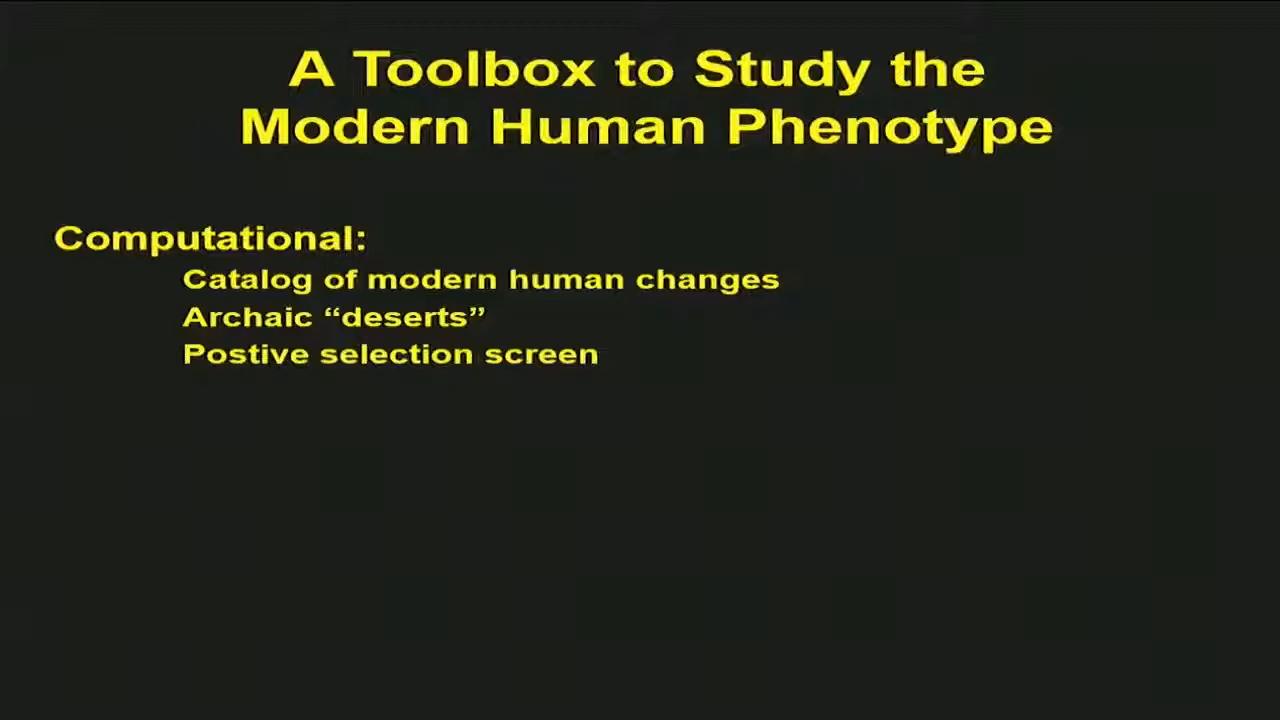 A Toolbox to Study the
Modern Human Phenotype
Computational:
Catalog of modern human changes
Archaic “deserts”
Postive selection screen